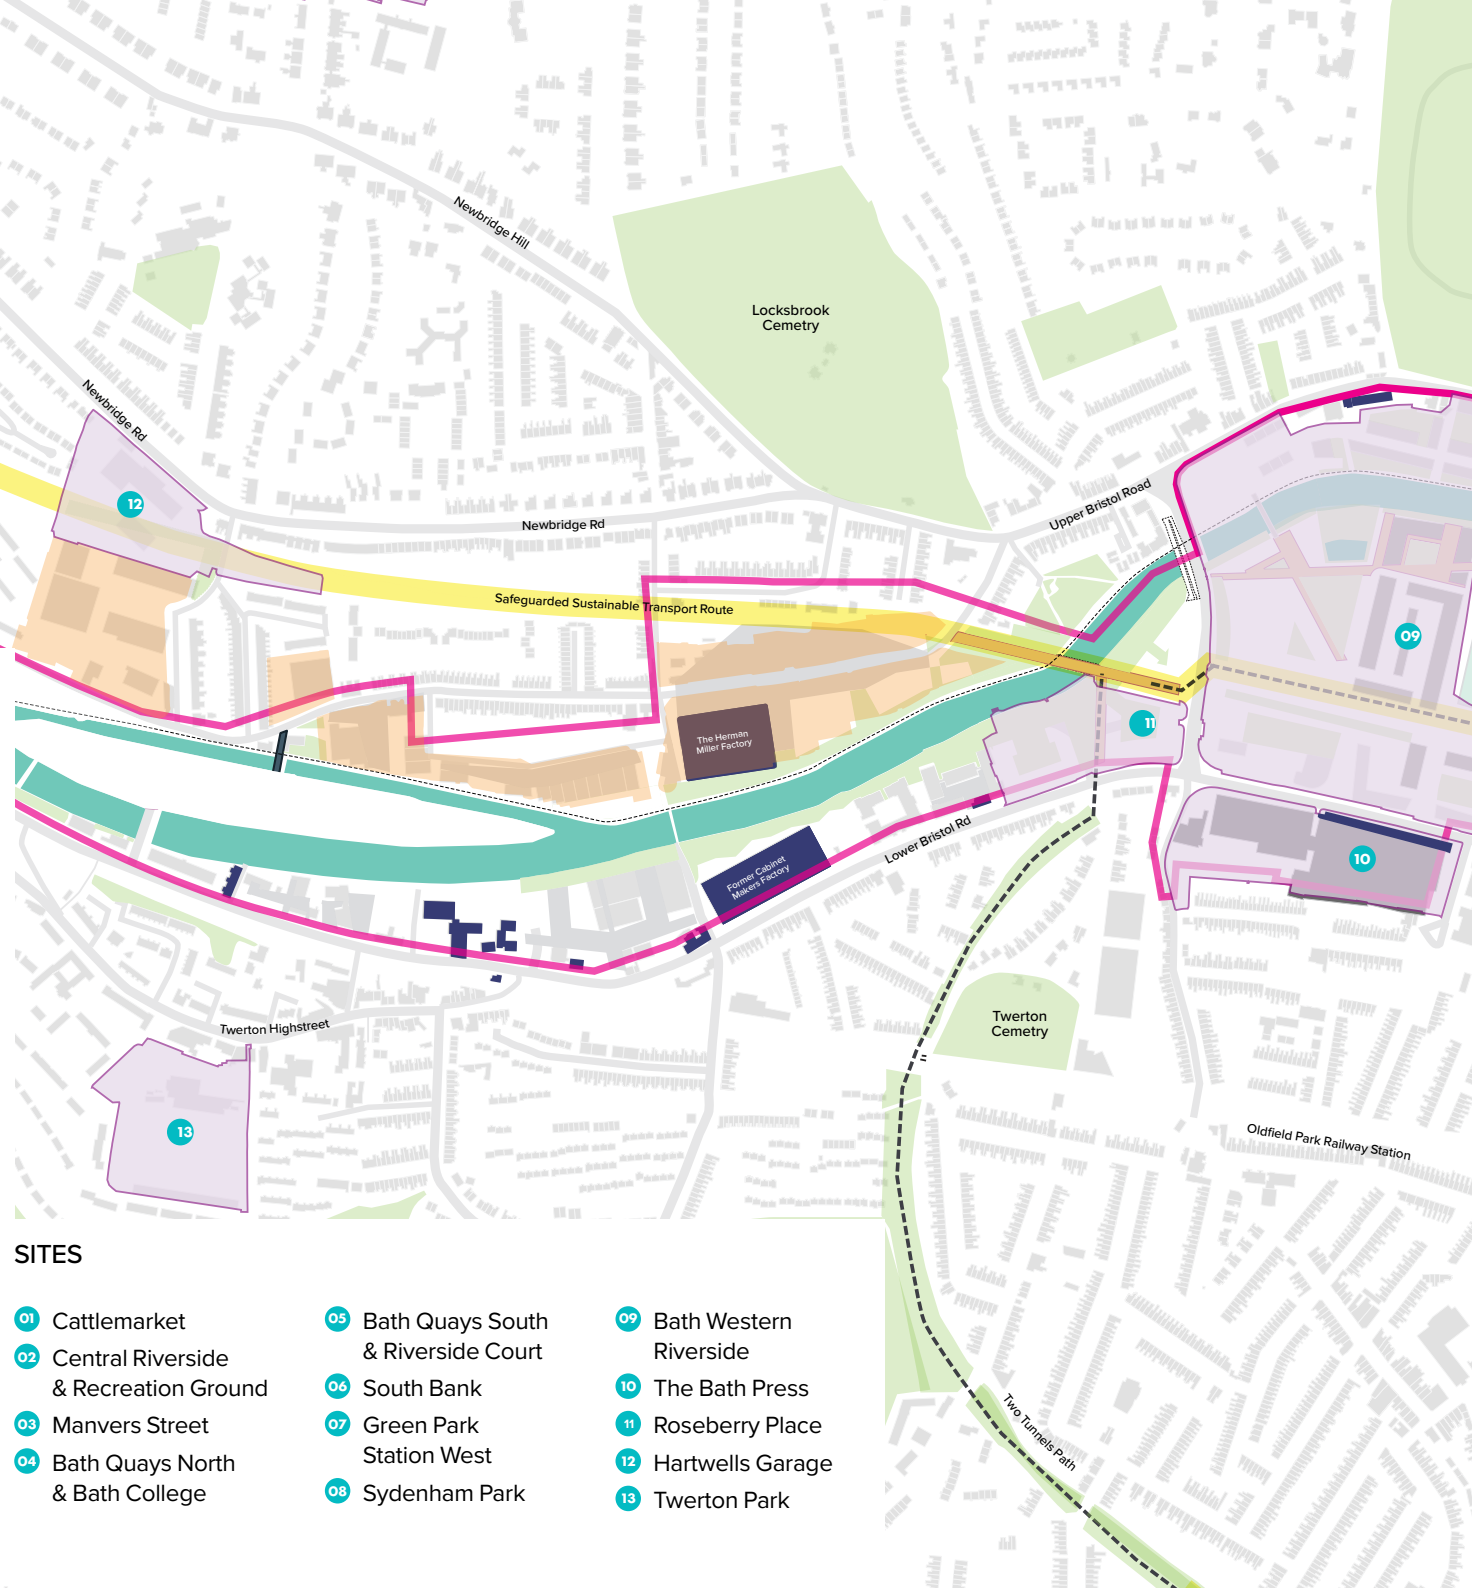 Newbridge Hill
Locksbrook
Cemetry
Newbridge Rd
12
Newbridge Rd
Upper Bristol Road
Safeguarded Sustainable Transport Route
09
11
The Herman
Miller Factory
Lower Bristol Rd
10
Former Cabinet
Makers Factory
Twerton
Cemetry
Twerton Highstreet
13
Oldfield Park Railway Station
Two Tunnels Path
SITES
01 Cattlemarket
02 Central Riverside
& Recreation Ground
03 Manvers Street
04 Bath Quays North
& Bath College
05 Bath Quays South
& Riverside Court
06 South Bank
07 Green Park
Station West
08 Sydenham Park
09 Bath Western
Riverside
10 The Bath Press
11 Roseberry Place
12 Hartwells Garage
13 Twerton Park